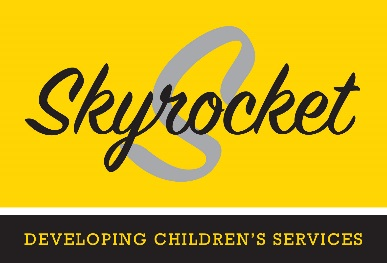 S
Skyrocket
DEVELOPING CHILDREN'S SERVICES